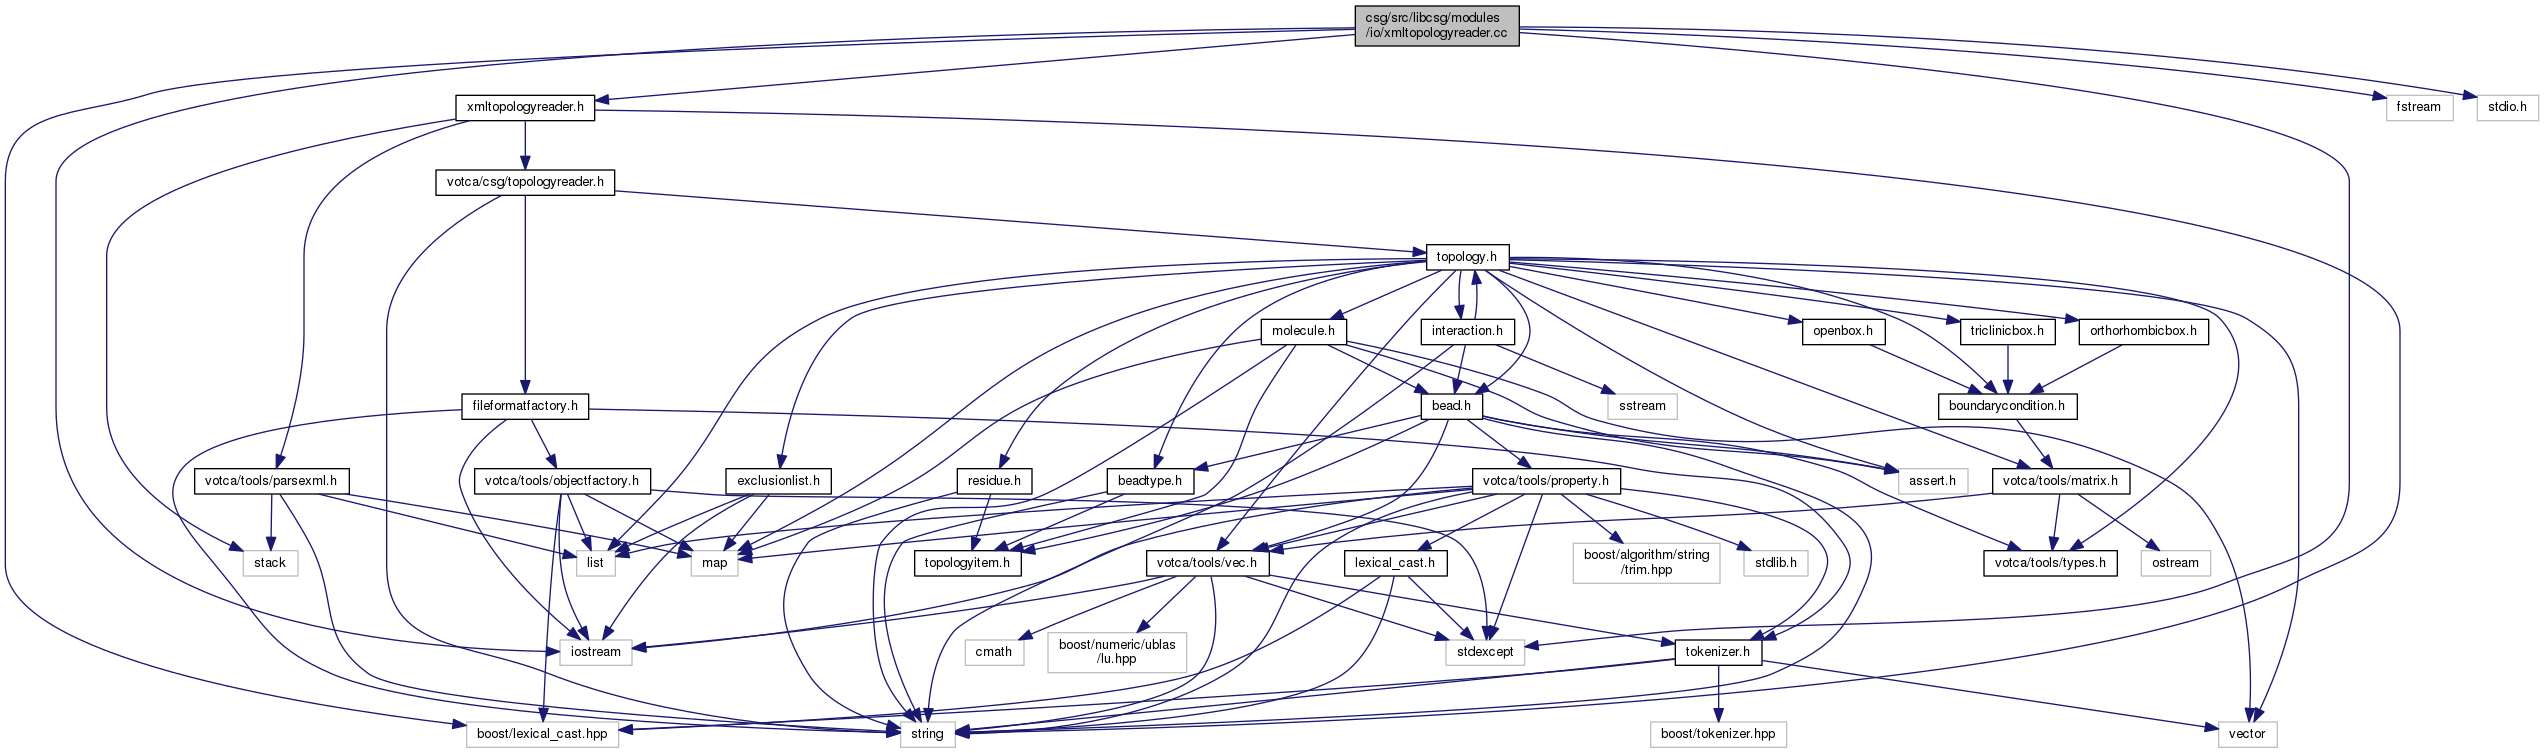 csg/src/libcsg/modules
/io/xmltopologyreader.cc
xmltopologyreader.h
fstream
stdio.h
votca/csg/topologyreader.h
topology.h
molecule.h
interaction.h
openbox.h
triclinicbox.h
orthorhombicbox.h
fileformatfactory.h
bead.h
sstream
boundarycondition.h
votca/tools/parsexml.h
votca/tools/objectfactory.h
exclusionlist.h
residue.h
beadtype.h
votca/tools/property.h
assert.h
votca/tools/matrix.h
stack
list
map
topologyitem.h
votca/tools/vec.h
lexical_cast.h
boost/algorithm/string
/trim.hpp
stdlib.h
votca/tools/types.h
ostream
iostream
cmath
boost/numeric/ublas
/lu.hpp
stdexcept
tokenizer.h
boost/lexical_cast.hpp
string
boost/tokenizer.hpp
vector